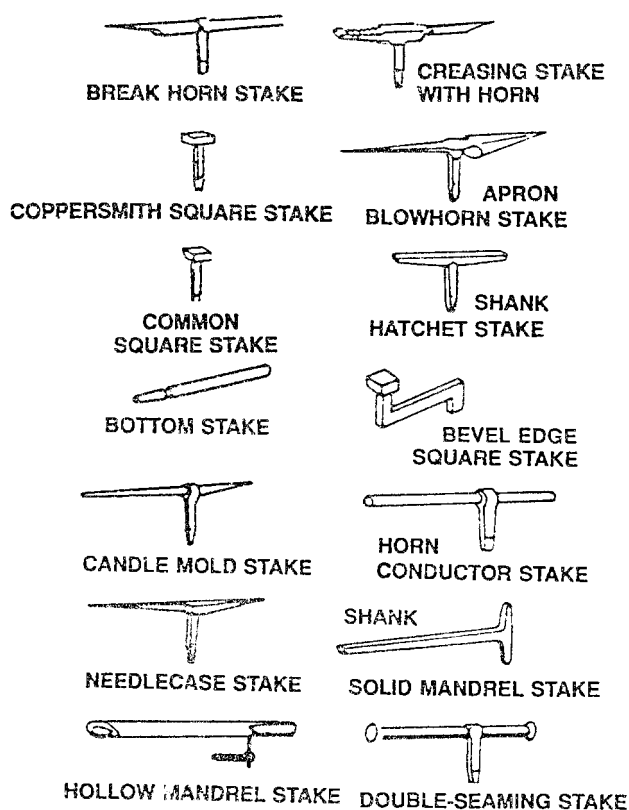 BREAK HORN STAKE
CREASING STAKE
WITH HORN
COPPERSMITH SQUARE STAKE
APRON
BLOWHORN STAKE
COMMON
SQUARE STAKE
SHANK
HATCHET STAKE
BOTTOM STAKE
BEVEL EDGE
SQUARE STAKE
CANDLE MOLD STAKE
HORN
CONDUCTOR STAKE
NEEDLECASE STAKE
SHANK
SOLID MANDREL STAKE
HOLLOW MANDREL STAKE
DOUBLE-SEAMING STAKE